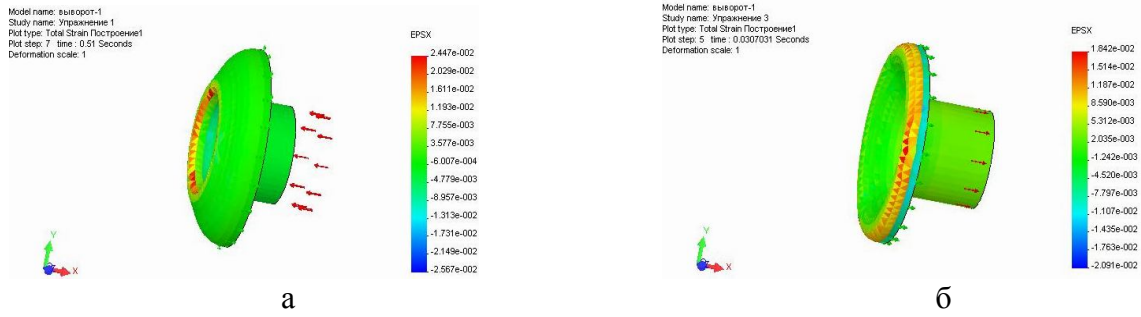 Model name: выворот-1
Study name: Упражнение 1
Plot type: Total Strain Построение1
Plot step: 7 time : 0.51 Seconds
Deformation scale: 1
EPSX
2.447e-002
2.029e-002
1.611e-002
1.193e-002
7.755e-003
3.577e-003
-6.007e-004
-4.779e-003
-8.957e-003
-1.313e-002
-1.731e-002
-2.149e-002
-2.567e-002
Y
X
а
Model name: выворот-1
Study name: Упражнение 3
Plot type: Total Strain Построение1
Plot step: 5 time : 0.0307031 Seconds
Deformation scale: 1
EPSX
1.842e-002
1.514e-002
1.187e-002
8.590e-003
5.312e-003
2.035e-003
-1.242e-003
-4.520e-003
-7.797e-003
-1.107e-002
-1.435e-002
-1.763e-002
-2.091e-002
Y
X
б